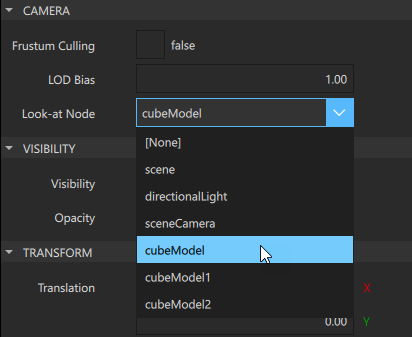 CAMERA
Frustum Culling false
LOD Bias 1.00
Look-at Node cubeModel
[None]
VISIBILITY
scene
Visibility
directionalLight
Opacity
sceneCamera
TRANSFORM
cubeModel
cubeModel1
Translation X
cubeModel2
0.00 Y